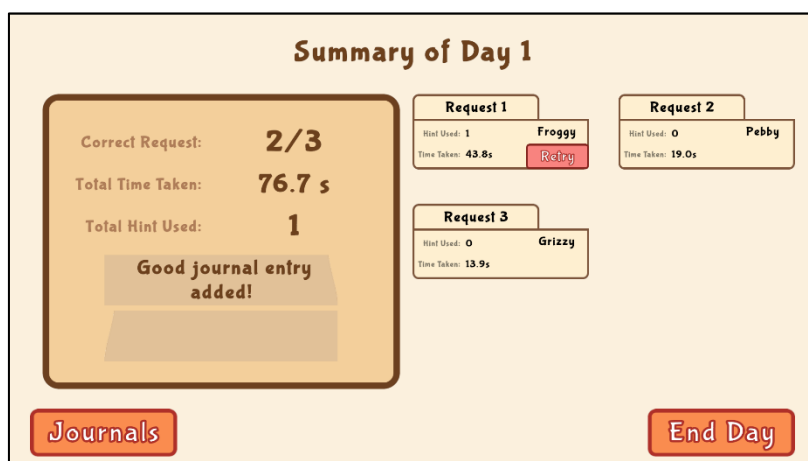 Summary of Day 1
Correct Request: 2/3
Total Time Taken: 76.7 s
Total Hint Used: 1
Good journal entry
added!
Request 1
Hint Used: 1 Froggy
Time Taken: 43.8s Retry
Request 2
Hint Used: 0 Pebby
Time Taken: 19.0s
Request 3
Hint Used: 0 Grizzy
Time Taken: 13.9s
Journals
End Day